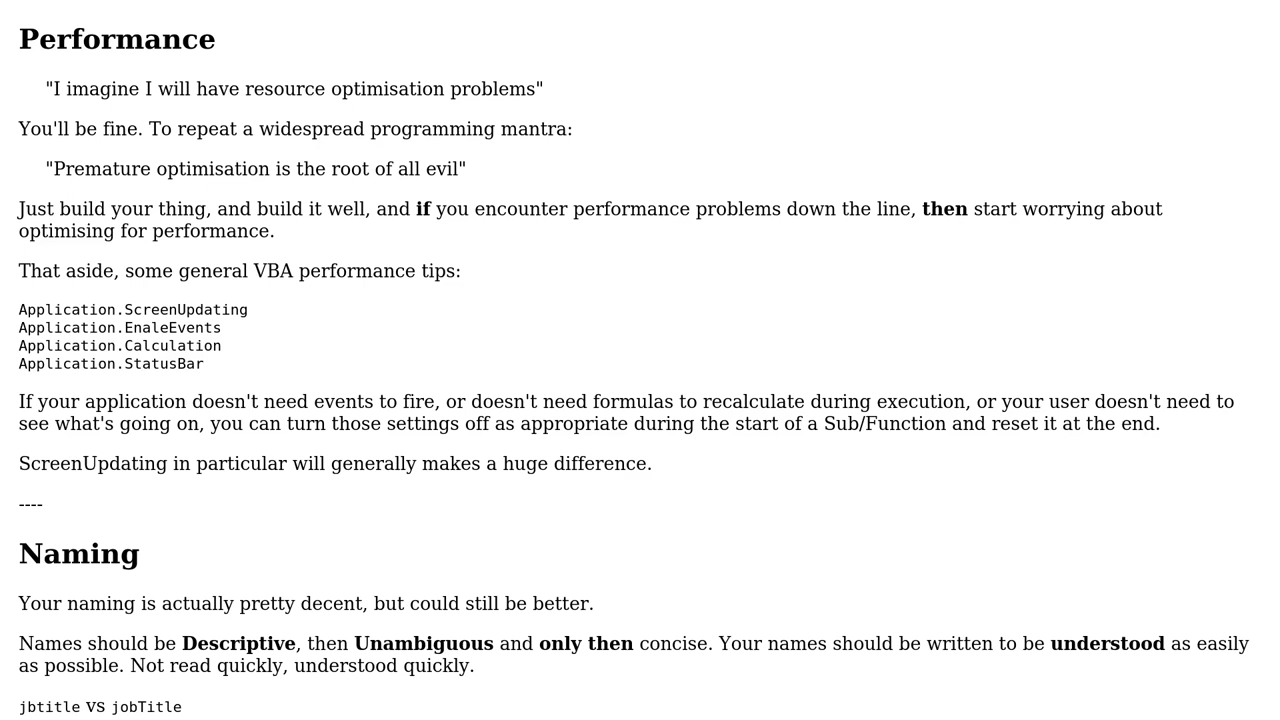 Performance
"I imagine I will have resource optimisation problems"
You'll be fine. To repeat a widespread programming mantra:
"Premature optimisation is the root of all evil"
Just build your thing, and build it well, and if you encounter performance problems down the line, then start worrying about
optimising for performance.
That aside, some general VBA performance tips:
Application.ScreenUpdating
Application.EnaleEvents
Application.Calculation
Application.StatusBar
If your application doesn't need events to fire, or doesn't need formulas to recalculate during execution, or your user doesn't need to
see what's going on, you can turn those settings off as appropriate during the start of a Sub/Function and reset it at the end.
ScreenUpdating in particular will generally makes a huge difference.
----
Naming
Your naming is actually pretty decent, but could still be better.
Names should be Descriptive, then Unambiguous and only then concise. Your names should be written to be understood as easily
as possible. Not read quickly, understood quickly.
jbtitle vs jobTitle